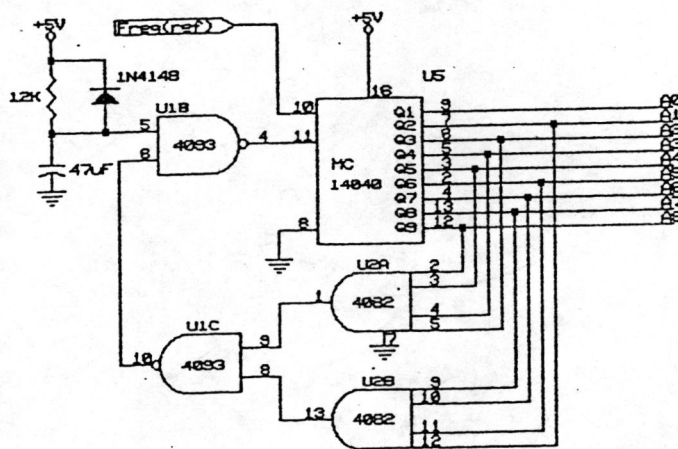 +5V
Freq(ref)
+5V
12K
1N4148
47uF
U1B
5
6
4093
4
10
11
16
U5
MC
14040
8
Q1
Q2
Q3
Q4
Q5
Q6
Q7
Q8
Q9
9
7
6
5
3
2
4
13
12
A0
A1
U2A
1
4082
2
3
4
5
7
U1C
10
4093
9
8
U2B
13
4082
9
10
11
12